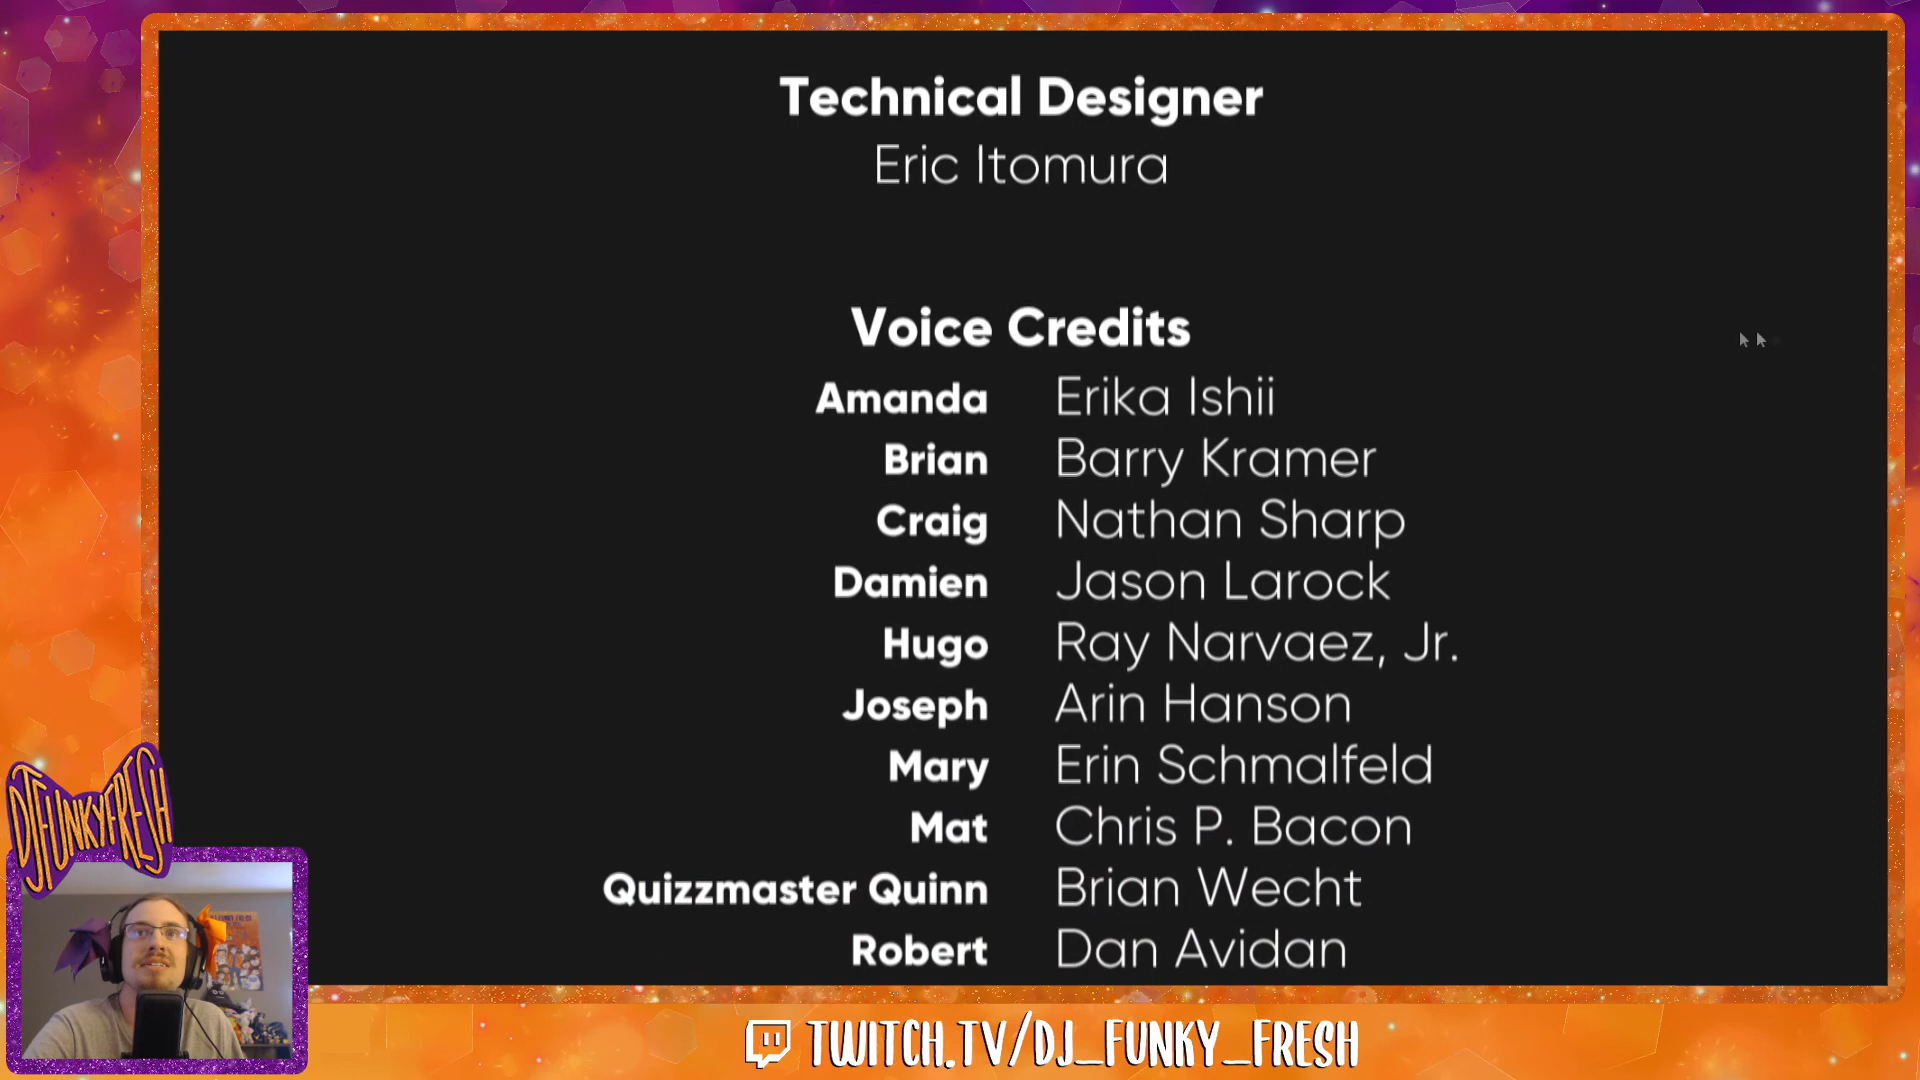 Technical Designer
Eric Itomura
Voice Credits
Amanda Erika Ishii
Brian Barry Kramer
Craig Nathan Sharp
Damien Jason Larock
Hugo Ray Narvaez, Jr.
Joseph Arin Hanson
Mary Erin Schmalfeld
Mat Chris P. Bacon
Quizzmaster Quinn Brian Wecht
Robert Dan Avidan
DJFUNKYFRESH
TWITCH.TV/DJ_FUNKY_FRESH